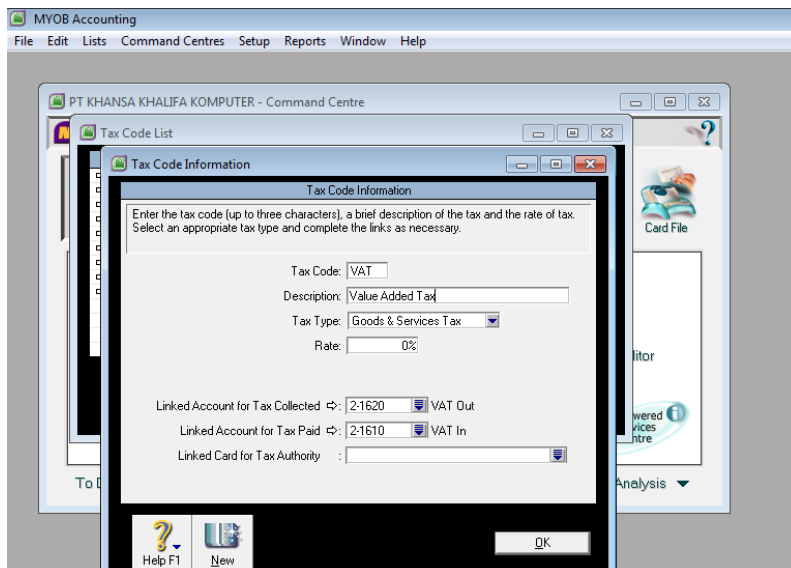 MYOB Accounting
File Edit Lists Command Centres Setup Reports Window Help
PT KHANSA KHALIFA KOMPUTER - Command Centre
Tax Code List
Tax Code Information
Tax Code Information
Enter the tax code (up to three characters), a brief description of the tax and the rate of tax.
Select an appropriate tax type and complete the links as necessary.
Card File
Tax Code: VAT
Description: Value Added Tax
Tax Type: Goods & Services Tax
Rate: 0%
litor
Linked Account for Tax Collected ⇨: 2-1620 VAT Out
wered
Linked Account for Tax Paid ⇨: 2-1610 VAT In
vices
ntre
Linked Card for Tax Authority :
To D
Analysis
Help F1 New OK